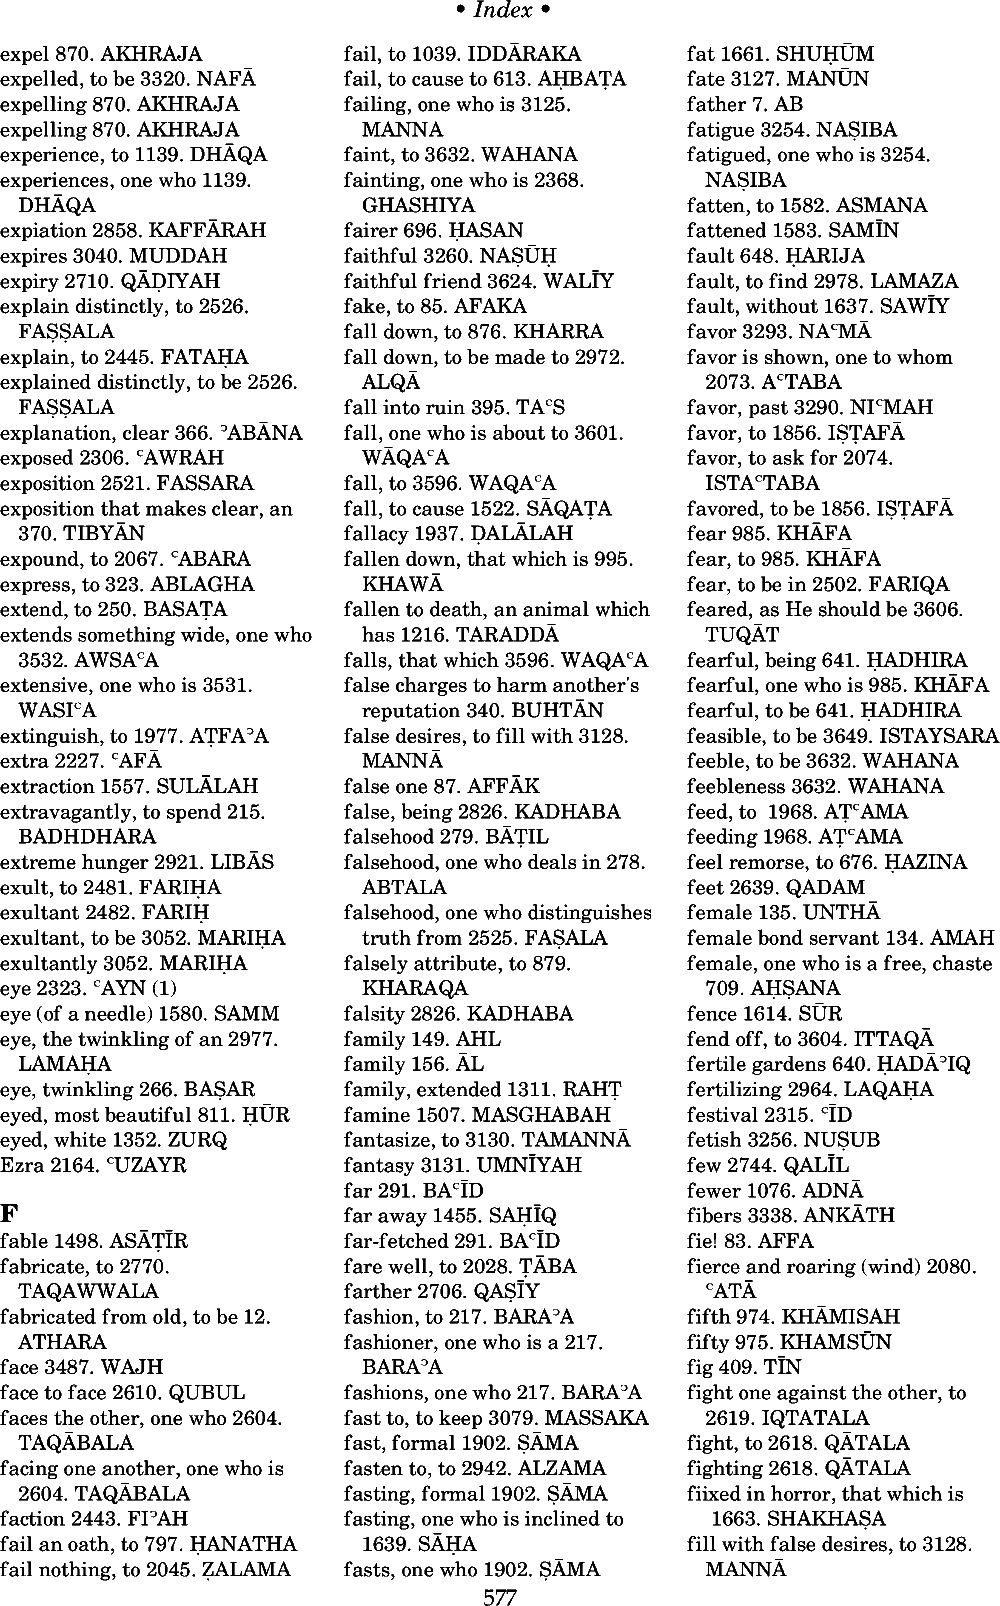 • Index •
expel 870. AKHRAJA
expelled, to be 3320. NAFĀ
expelling 870. AKHRAJA
expelling 870. AKHRAJA
experience, to 1139. DHĀQA
experiences, one who 1139.
DHĀQA
expiation 2858. KAFFĀRAH
expires 3040. MUDDAH
expiry 2710. QĀḌIYAH
explain distinctly, to 2526.
FAṢṢALA
explain, to 2445. FATAḤA
explained distinctly, to be 2526.
FAṢṢALA
explanation, clear 366. ᵓABĀNA
exposed 2306. ᶜAWRAH
exposition 2521. FASSARA
exposition that makes clear, an
370. TIBYĀN
expound, to 2067. ᶜABARA
express, to 323. ABLAGHA
extend, to 250. BASAṬA
extends something wide, one who
3532. AWSAᶜA
extensive, one who is 3531.
WASIᶜA
extinguish, to 1977. AṬFAᵓA
extra 2227. ᶜAFĀ
extraction 1557. SULĀLAH
extravagantly, to spend 215.
BADHDHARA
extreme hunger 2921. LIBĀS
exult, to 2481. FARIḤA
exultant 2482. FARIḤ
exultant, to be 3052. MARIḤA
exultantly 3052. MARIḤA
eye 2323. ᶜAYN (1)
eye (of a needle) 1580. SAMM
eye, the twinkling of an 2977.
LAMAḤA
eye, twinkling 266. BAṢAR
eyed, most beautiful 811. ḤŪR
eyed, white 1352. ZURQ
Ezra 2164. ᶜUZAYR
F
fable 1498. ASĀṬĪR
fabricate, to 2770.
TAQAWWALA
fabricated from old, to be 12.
ATHARA
face 3487. WAJH
face to face 2610. QUBUL
faces the other, one who 2604.
TAQĀBALA
facing one another, one who is
2604. TAQĀBALA
faction 2443. FIᵓAH
fail an oath, to 797. ḤANATHA
fail nothing, to 2045. ẒALAMA
fail, to 1039. IDDĀRAKA
fail, to cause to 613. AḤBAṬA
failing, one who is 3125.
MANNA
faint, to 3632. WAHANA
fainting, one who is 2368.
GHASHIYA
fairer 696. ḤASAN
faithful 3260. NAṢŪḤ
faithful friend 3624. WALĪY
fake, to 85. AFAKA
fall down, to 876. KHARRA
fall down, to be made to 2972.
ALQĀ
fall into ruin 395. TAᶜS
fall, one who is about to 3601.
WĀQAᶜA
fall, to 3596. WAQAᶜA
fall, to cause 1522. SĀQAṬA
fallacy 1937. ḌALĀLAH
fallen down, that which is 995.
KHAWĀ
fallen to death, an animal which
has 1216. TARADDĀ
falls, that which 3596. WAQAᶜA
false charges to harm another's
reputation 340. BUHTĀN
false desires, to fill with 3128.
MANNĀ
false one 87. AFFĀK
false, being 2826. KADHABA
falsehood 279. BĀṬIL
falsehood, one who deals in 278.
ABTALA
falsehood, one who distinguishes
truth from 2525. FAṢALA
falsely attribute, to 879.
KHARAQA
falsity 2826. KADHABA
family 149. AHL
family 156. ĀL
family, extended 1311. RAHṬ
famine 1507. MASGHABAH
fantasize, to 3130. TAMANNĀ
fantasy 3131. UMNĪYAH
far 291. BAᶜĪD
far away 1455. SAḤĪQ
far-fetched 291. BAᶜĪD
fare well, to 2028. ṬĀBA
farther 2706. QAṢĪY
fashion, to 217. BARAᵓA
fashioner, one who is a 217.
BARAᵓA
fashions, one who 217. BARAᵓA
fast to, to keep 3079. MASSAKA
fast, formal 1902. ṢĀMA
fasten to, to 2942. ALZAMA
fasting, formal 1902. ṢĀMA
fasting, one who is inclined to
1639. SĀḤA
fasts, one who 1902. ṢĀMA
fat 1661. SHUḤŪM
fate 3127. MANŪN
father 7. AB
fatigue 3254. NAṢIBA
fatigued, one who is 3254.
NAṢIBA
fatten, to 1582. ASMANA
fattened 1583. SAMĪN
fault 648. ḤARIJA
fault, to find 2978. LAMAZA
fault, without 1637. SAWĪY
favor 3293. NAᶜMĀ
favor is shown, one to whom
2073. AᶜTABA
favor, past 3290. NIᶜMAH
favor, to 1856. IṢṬAFĀ
favor, to ask for 2074.
ISTAᶜTABA
favored, to be 1856. IṢṬAFĀ
fear 985. KHĀFA
fear, to 985. KHĀFA
fear, to be in 2502. FARIQA
feared, as He should be 3606.
TUQĀT
fearful, being 641. ḤADHIRA
fearful, one who is 985. KHĀFA
fearful, to be 641. ḤADHIRA
feasible, to be 3649. ISTAYSARA
feeble, to be 3632. WAHANA
feebleness 3632. WAHANA
feed, to  1968. AṬᶜAMA
feeding 1968. AṬᶜAMA
feel remorse, to 676. ḤAZINA
feet 2639. QADAM
female 135. UNTHĀ
female bond servant 134. AMAH
female, one who is a free, chaste
709. AḤṢANA
fence 1614. SŪR
fend off, to 3604. ITTAQĀ
fertile gardens 640. ḤADĀᵓIQ
fertilizing 2964. LAQAḤA
festival 2315. ᶜĪD
fetish 3256. NUṢUB
few 2744. QALĪL
fewer 1076. ADNĀ
fibers 3338. ANKĀTH
fie! 83. AFFA
fierce and roaring (wind) 2080.
ᶜATĀ
fifth 974. KHĀMISAH
fifty 975. KHAMSŪN
fig 409. TĪN
fight one against the other, to
2619. IQTATALA
fight, to 2618. QĀTALA
fighting 2618. QĀTALA
fiixed in horror, that which is
1663. SHAKHAṢA
fill with false desires, to 3128.
MANNĀ
577